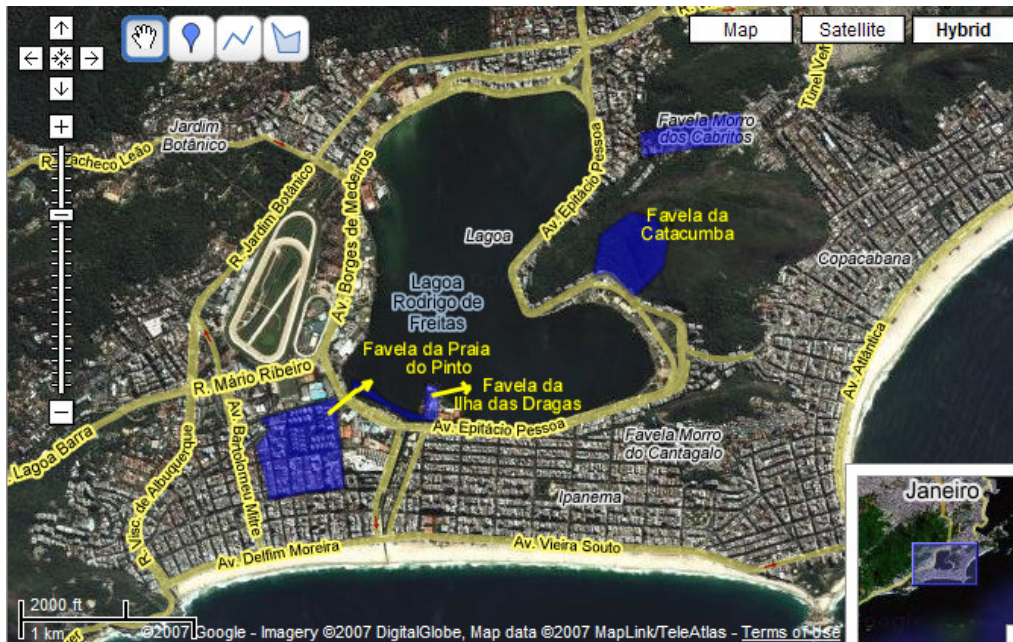 Map
Satellite
Hybrid
Jardim
Botânico
Túnel
Favela Morro
dos Cabritos
Av. Epitácio Pessoa
Av. Borges de Medeiros
R. Jardim Botânico
Favela da
Catacumba
Lagoa
Copacabana
Lagoa
Rodrigo de
Freitas
Av. Atlântica
Favela da Praia
do Pinto
R. Mário Ribeiro
Favela da
Ilha das Dragas
Av. Epitácio Pessoa
Favela Morro
do Cantagalo
Lagoa Barra
R. Visc. de Albuquerque
Av. Bartolomeu Mitre
Ipanema
Janeiro
Av. Delfim Moreira
Av. Vieira Souto
2000 ft
1 km
©2007 Google - Imagery ©2007 DigitalGlobe, Map data ©2007 MapLink/TeleAtlas - Terms of Use